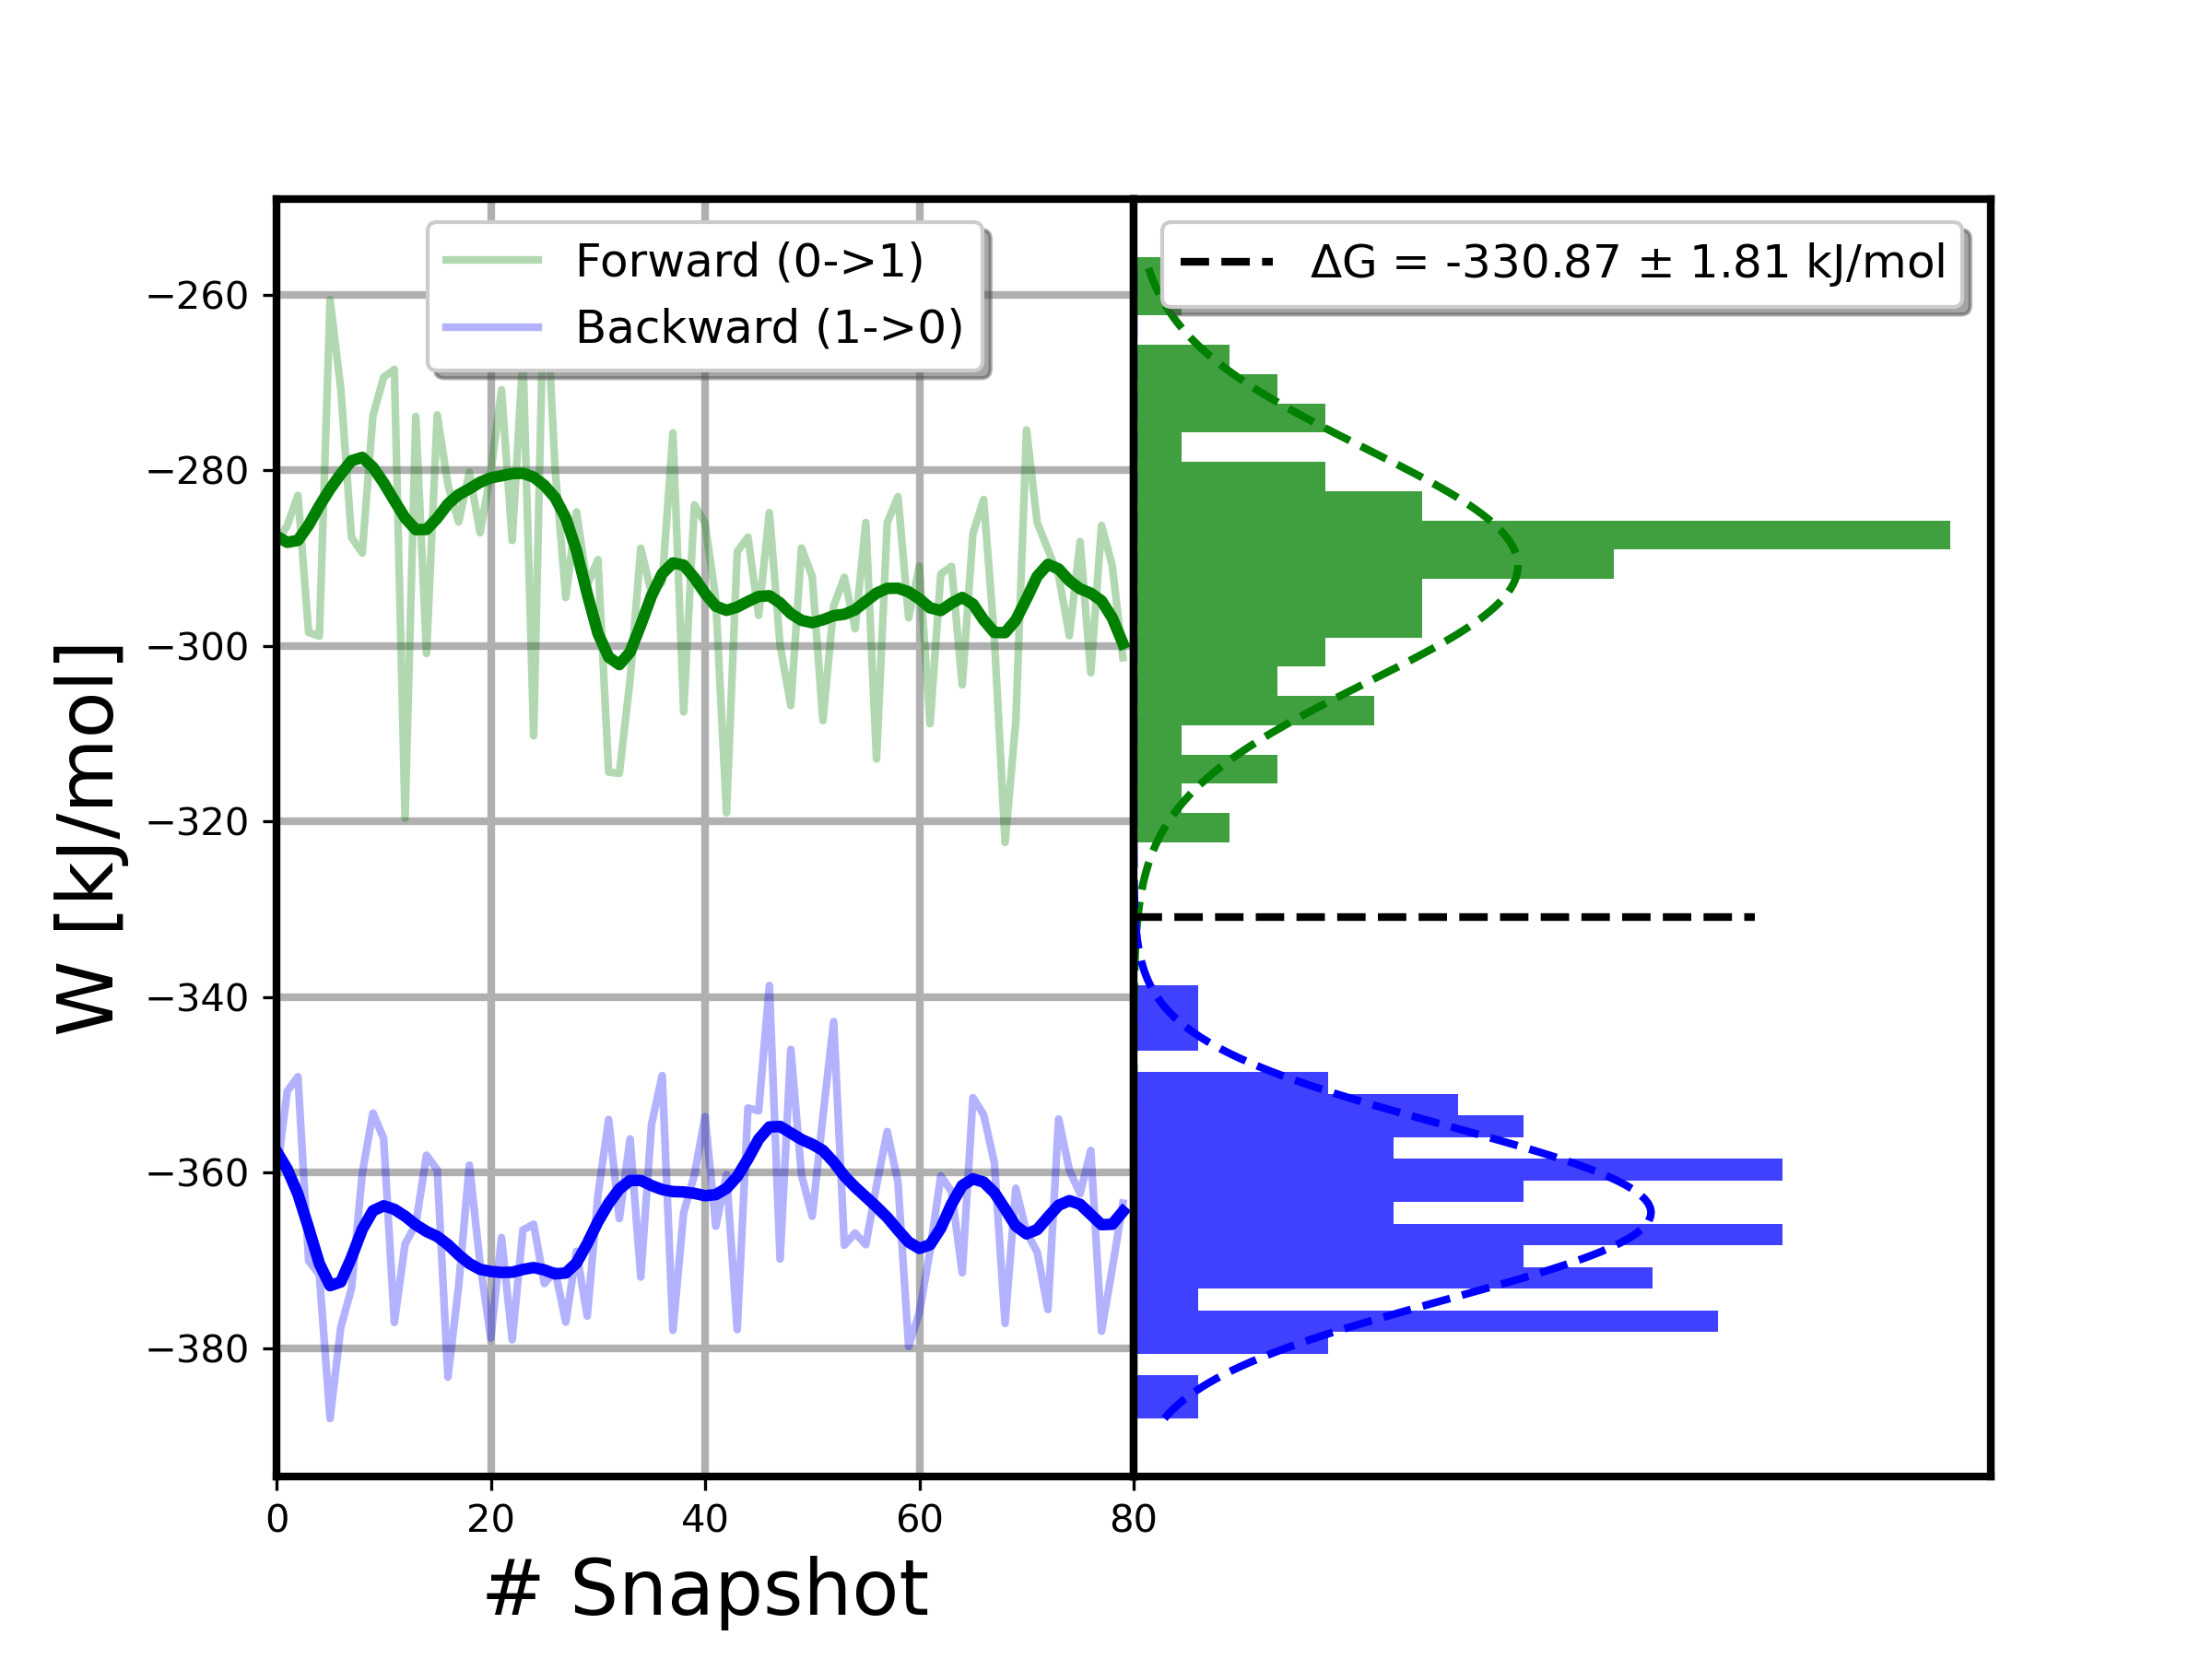 Forward (0->1)
Backward (1->0)
ΔG = -330.87 ± 1.81 kJ/mol
W [kJ/mol]
−260
−280
−300
−320
−340
−360
−380
0 20 40 60 80
# Snapshot